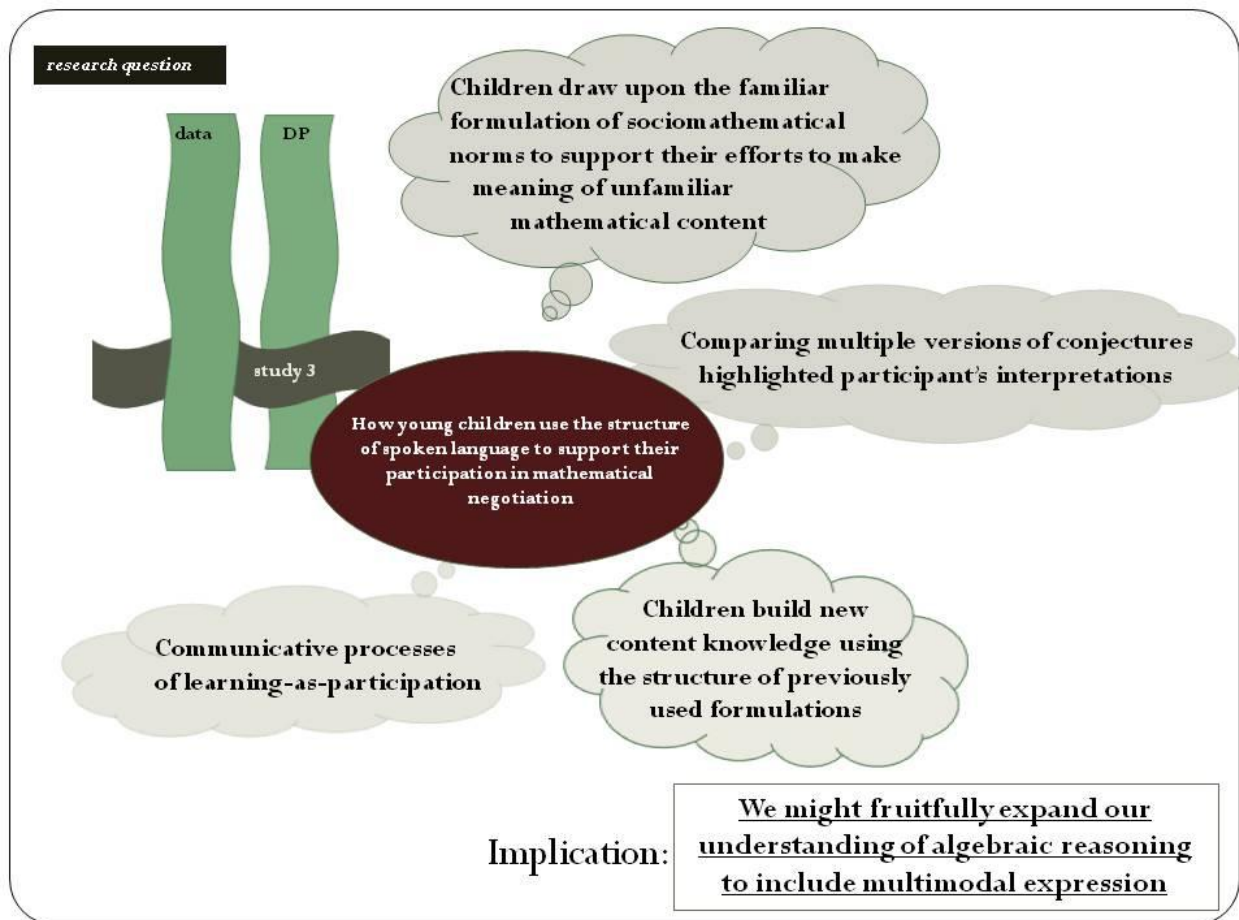 research question
data
DP
study 3
Children draw upon the familiar
formulation of sociomathematical
norms to support their efforts to make
meaning of unfamiliar
mathematical content
Comparing multiple versions of conjectures
highlighted participant's interpretations
How young children use the structure
of spoken language to support their
participation in mathematical
negotiation
Communicative processes
of learning-as-participation
Children build new
content knowledge using
the structure of previously
used formulations
Implication:
We might fruitfully expand our
understanding of algebraic reasoning
to include multimodal expression